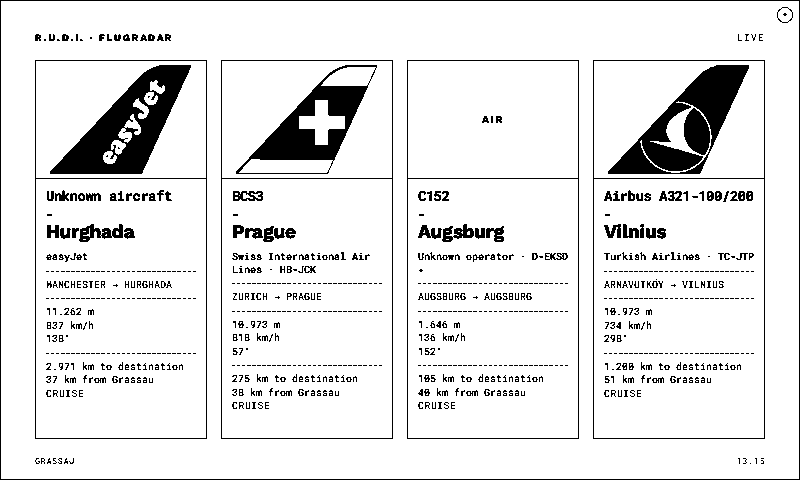 R.U.D.I. · FLUGRADAR
LIVE
easyJet
Unknown aircraft
-
Hurghada
easyJet
MANCHESTER → HURGHADA
11.262 m
837 km/h
138°
2.971 km to destination
37 km from Grassau
CRUISE
BCS3
-
Prague
Swiss International Air
Lines · HB-JCK
ZURICH → PRAGUE
10.973 m
818 km/h
57°
275 km to destination
38 km from Grassau
CRUISE
AIR
C152
-
Augsburg
Unknown operator · D-EKSD
•
AUGSBURG → AUGSBURG
1.646 m
136 km/h
152°
105 km to destination
40 km from Grassau
CRUISE
Airbus A321-100/200
-
Vilnius
Turkish Airlines · TC-JTP
ARNAVUTKÖY → VILNIUS
10.973 m
734 km/h
298°
1.200 km to destination
51 km from Grassau
CRUISE
GRASSAU
13.15